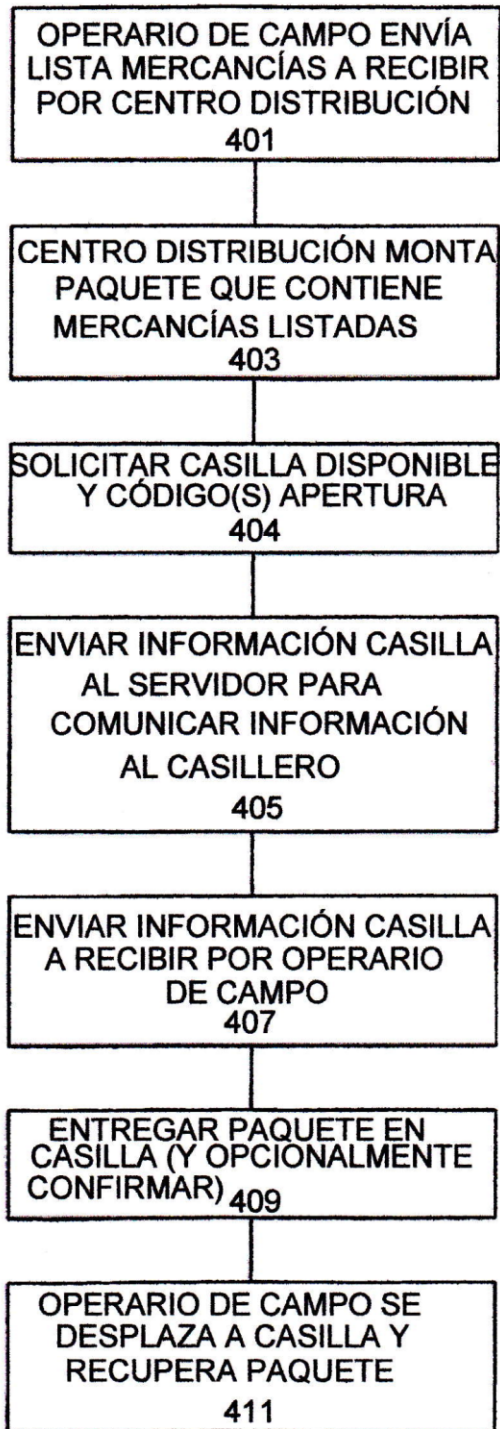 OPERARIO DE CAMPO ENVÍA
LISTA MERCANCÍAS A RECIBIR
POR CENTRO DISTRIBUCIÓN
401
CENTRO DISTRIBUCIÓN MONTA
PAQUETE QUE CONTIENE
MERCANCÍAS LISTADAS
403
SOLICITAR CASILLA DISPONIBLE
Y CÓDIGO(S) APERTURA
404
ENVIAR INFORMACIÓN CASILLA
AL SERVIDOR PARA
COMUNICAR INFORMACIÓN
AL CASILLERO
405
ENVIAR INFORMACIÓN CASILLA
A RECIBIR POR OPERARIO
DE CAMPO
407
ENTREGAR PAQUETE EN
CASILLA (Y OPCIONALMENTE
CONFIRMAR) 409
OPERARIO DE CAMPO SE
DESPLAZA A CASILLA Y
RECUPERA PAQUETE
411